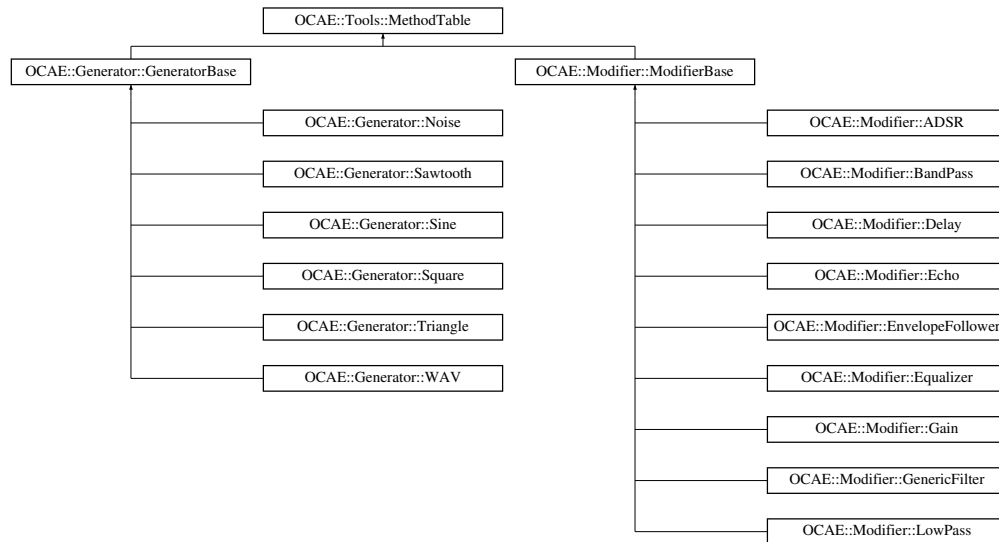 OCAE::Tools::MethodTable
OCAE::Generator::GeneratorBase
OCAE::Modifier::ModifierBase
OCAE::Generator::Noise
OCAE::Modifier::ADSR
OCAE::Generator::Sawtooth
OCAE::Modifier::BandPass
OCAE::Generator::Sine
OCAE::Modifier::Delay
OCAE::Generator::Square
OCAE::Modifier::Echo
OCAE::Generator::Triangle
OCAE::Modifier::EnvelopeFollower
OCAE::Generator::WAV
OCAE::Modifier::Equalizer
OCAE::Modifier::Gain
OCAE::Modifier::GenericFilter
OCAE::Modifier::LowPass